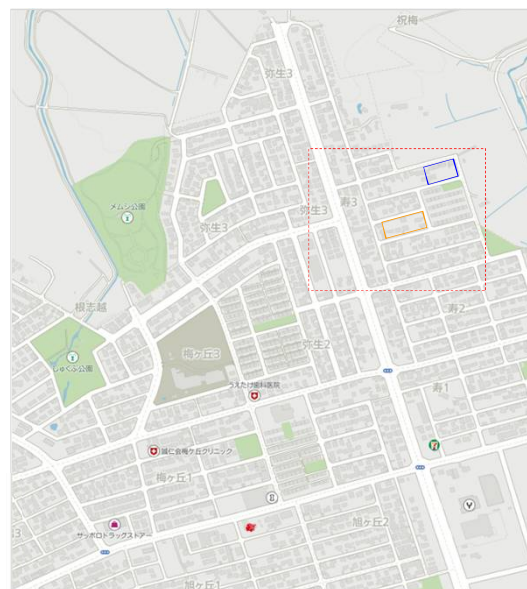 祝梅
弥生3
メムシ公園
寿3
弥生3
弥生3
根志越
寿2
弥生2
梅ヶ丘3
しゅくふ公園
寿1
うえだ歯科医院
誠仁会梅ケ丘クリニック
梅ヶ丘1
サッポロドラッグストアー
旭ヶ丘2
旭ヶ丘1